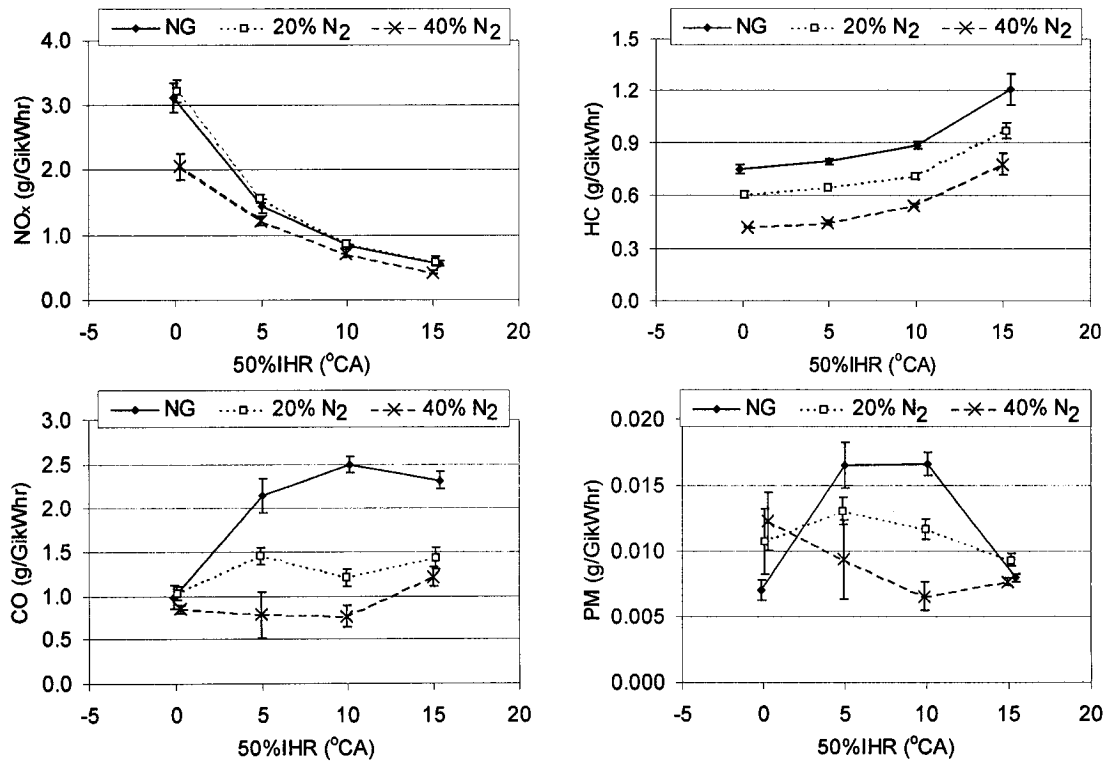 NG 20% N2 40% N2
NOx (g/GikWhr)
4.0
3.0
2.0
1.0
0.0
-5 0 5 10 15 20
50%IHR (°CA)
NG 20% N2 40% N2
HC (g/GikWhr)
1.5
1.2
0.9
0.6
0.3
0.0
-5 0 5 10 15 20
50%IHR (°CA)
NG 20% N2 40% N2
CO (g/GikWhr)
3.0
2.5
2.0
1.5
1.0
0.5
0.0
-5 0 5 10 15 20
50%IHR (°CA)
NG 20% N2 40% N2
PM (g/GikWhr)
0.020
0.015
0.010
0.005
0.000
-5 0 5 10 15 20
50%IHR (°CA)